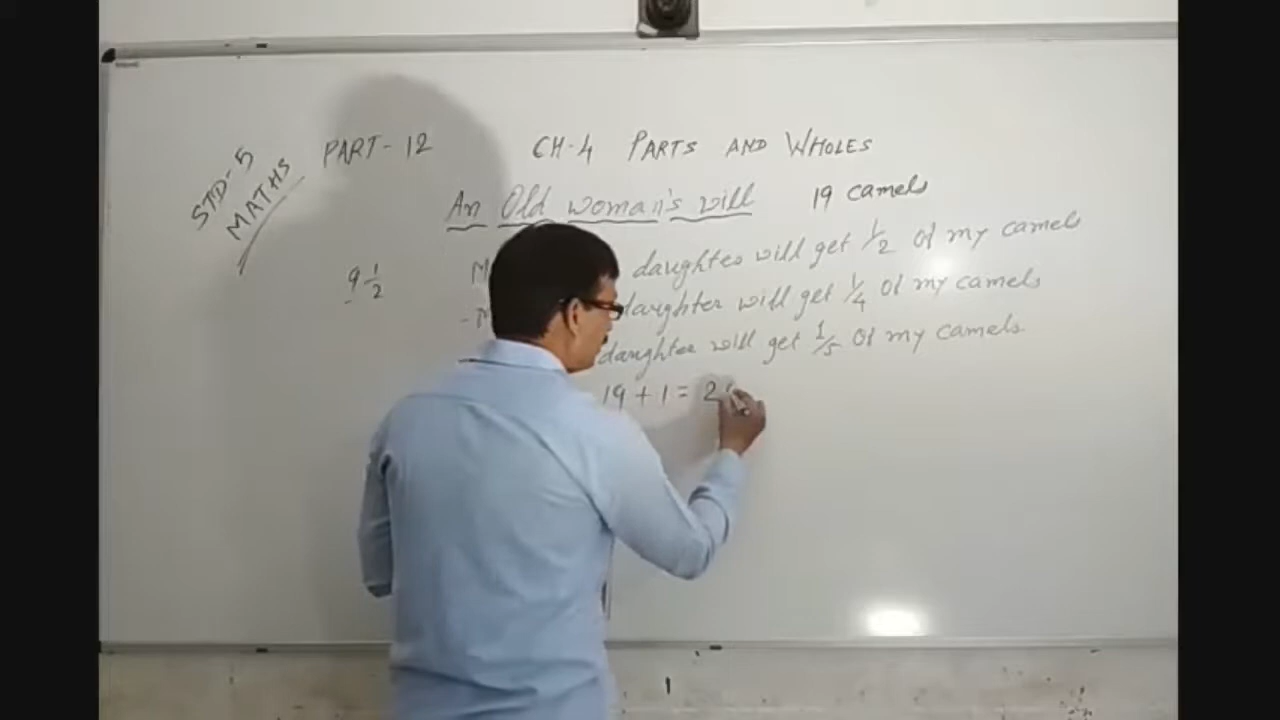 STD-5
MATHS
PART-12
CH-4 PARTS AND WHOLES
An Old woman's will 19 camels
9 1/2
daughter will get 1/2 Of my camels
daughter will get 1/4 Of my camels
daughter will get 1/5 Of my camels
19 + 1 = 2